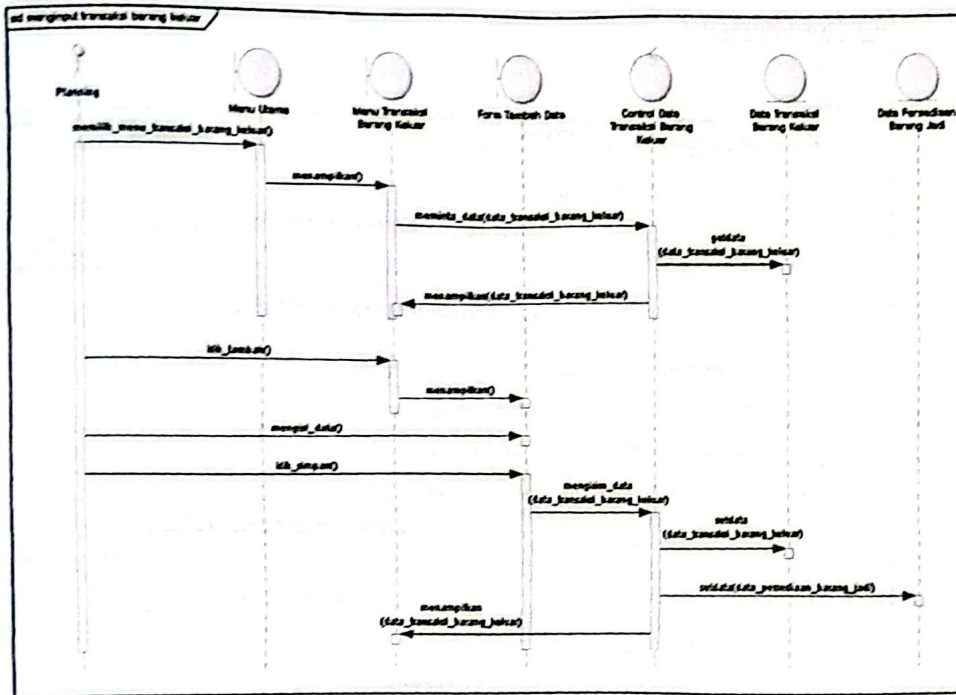 sd menginput transaksi barang keluar
Planning
Menu Utama
Menu Transaksi
Barang Keluar
Form Tambah Data
Control Data
Transaksi Barang
Keluar
Data Transaksi
Barang Keluar
Data Persediaan
Barang Jadi
memilih_menu_transaksi_barang_keluar()
menampilkan()
meminta_data(data_transaksi_barang_keluar)
getdata
(data_transaksi_barang_keluar)
menampilkan(data_transaksi_barang_keluar)
klik_tambah()
menampilkan()
mengisi_data()
klik_simpan()
mengirim_data
(data_transaksi_barang_keluar)
setdata
(data_transaksi_barang_keluar)
setdata(data_persediaan_barang_jadi)
menampilkan
(data_transaksi_barang_keluar)